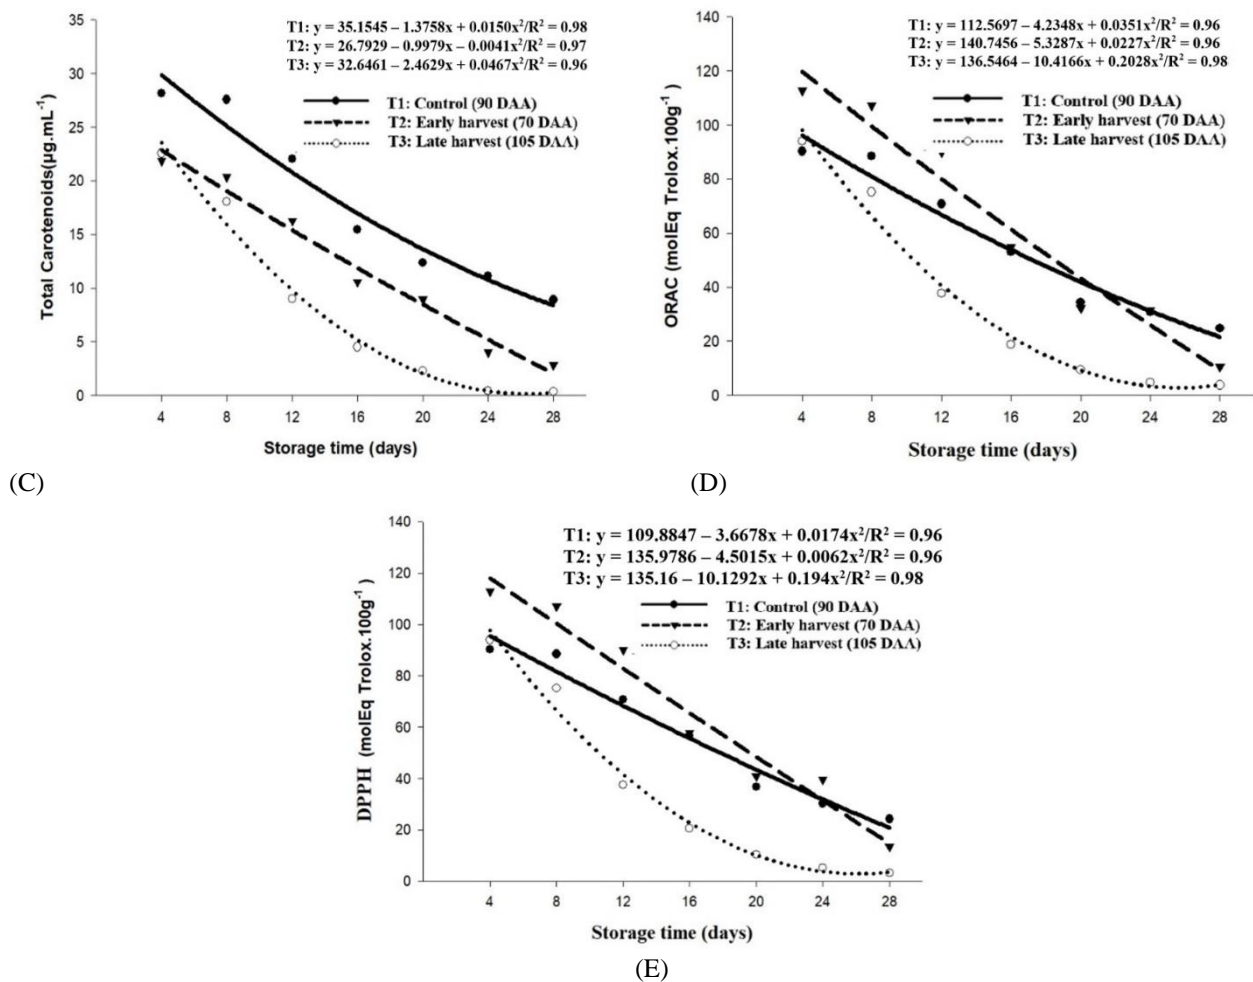 T1: y = 35.1545 – 1.3758x + 0.0150x²/R² = 0.98
T2: y = 26.7929 – 0.9979x – 0.0041x²/R² = 0.97
T3: y = 32.6461 – 2.4629x + 0.0467x²/R² = 0.96
T1: Control (90 DAA)
T2: Early harvest (70 DAA)
T3: Late harvest (105 DAA)
Total Carotenoids(µg.mL⁻¹)
35
30
25
20
15
10
5
0
4 8 12 16 20 24 28
Storage time (days)
(C)
T1: y = 112.5697 – 4.2348x + 0.0351x²/R² = 0.96
T2: y = 140.7456 – 5.3287x + 0.0227x²/R² = 0.96
T3: y = 136.5464 – 10.4166x + 0.2028x²/R² = 0.98
T1: Control (90 DAA)
T2: Early harvest (70 DAA)
T3: Late harvest (105 DAA)
ORAC (molEq Trolox.100g⁻¹)
140
120
100
80
60
40
20
0
4 8 12 16 20 24 28
Storage time (days)
(D)
T1: y = 109.8847 – 3.6678x + 0.0174x²/R² = 0.96
T2: y = 135.9786 – 4.5015x + 0.0062x²/R² = 0.96
T3: y = 135.16 – 10.1292x + 0.194x²/R² = 0.98
T1: Control (90 DAA)
T2: Early harvest (70 DAA)
T3: Late harvest (105 DAA)
DPPH (molEq Trolox.100g⁻¹ )
140
120
100
80
60
40
20
0
4 8 12 16 20 24 28
Storage time (days)
(E)